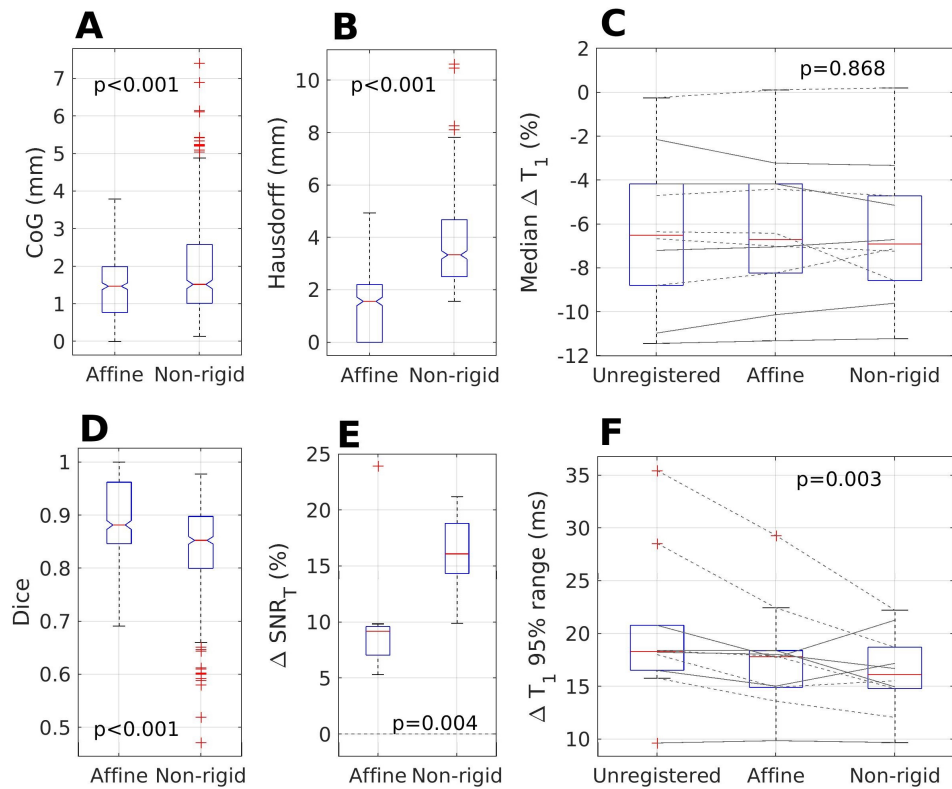 A
CoG (mm)
7
6
5
4
3
2
1
0
p<0.001
Affine Non-rigid
B
Hausdorff (mm)
10
8
6
4
2
0
p<0.001
Affine Non-rigid
C
Median Δ T1 (%)
2
0
-2
-4
-6
-8
-10
-12
p=0.868
Unregistered Affine Non-rigid
D
Dice
1
0.9
0.8
0.7
0.6
0.5
p<0.001
Affine Non-rigid
E
Δ SNRT (%)
25
20
15
10
5
0
p=0.004
Affine Non-rigid
F
Δ T1 95% range (ms)
35
30
25
20
15
10
p=0.003
Unregistered Affine Non-rigid